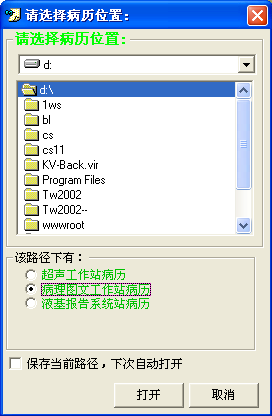 请选择病历位置：
请选择病历位置：
d:
d:\
1ws
bl
cs
cs11
KV-Back.vir
Program Files
Tw2002
Tw2002--
wwwroot
该路径下有：
超声工作站病历
病理图文工作站病历
液基报告系统站病历
保存当前路径，下次自动打开
打开
取消